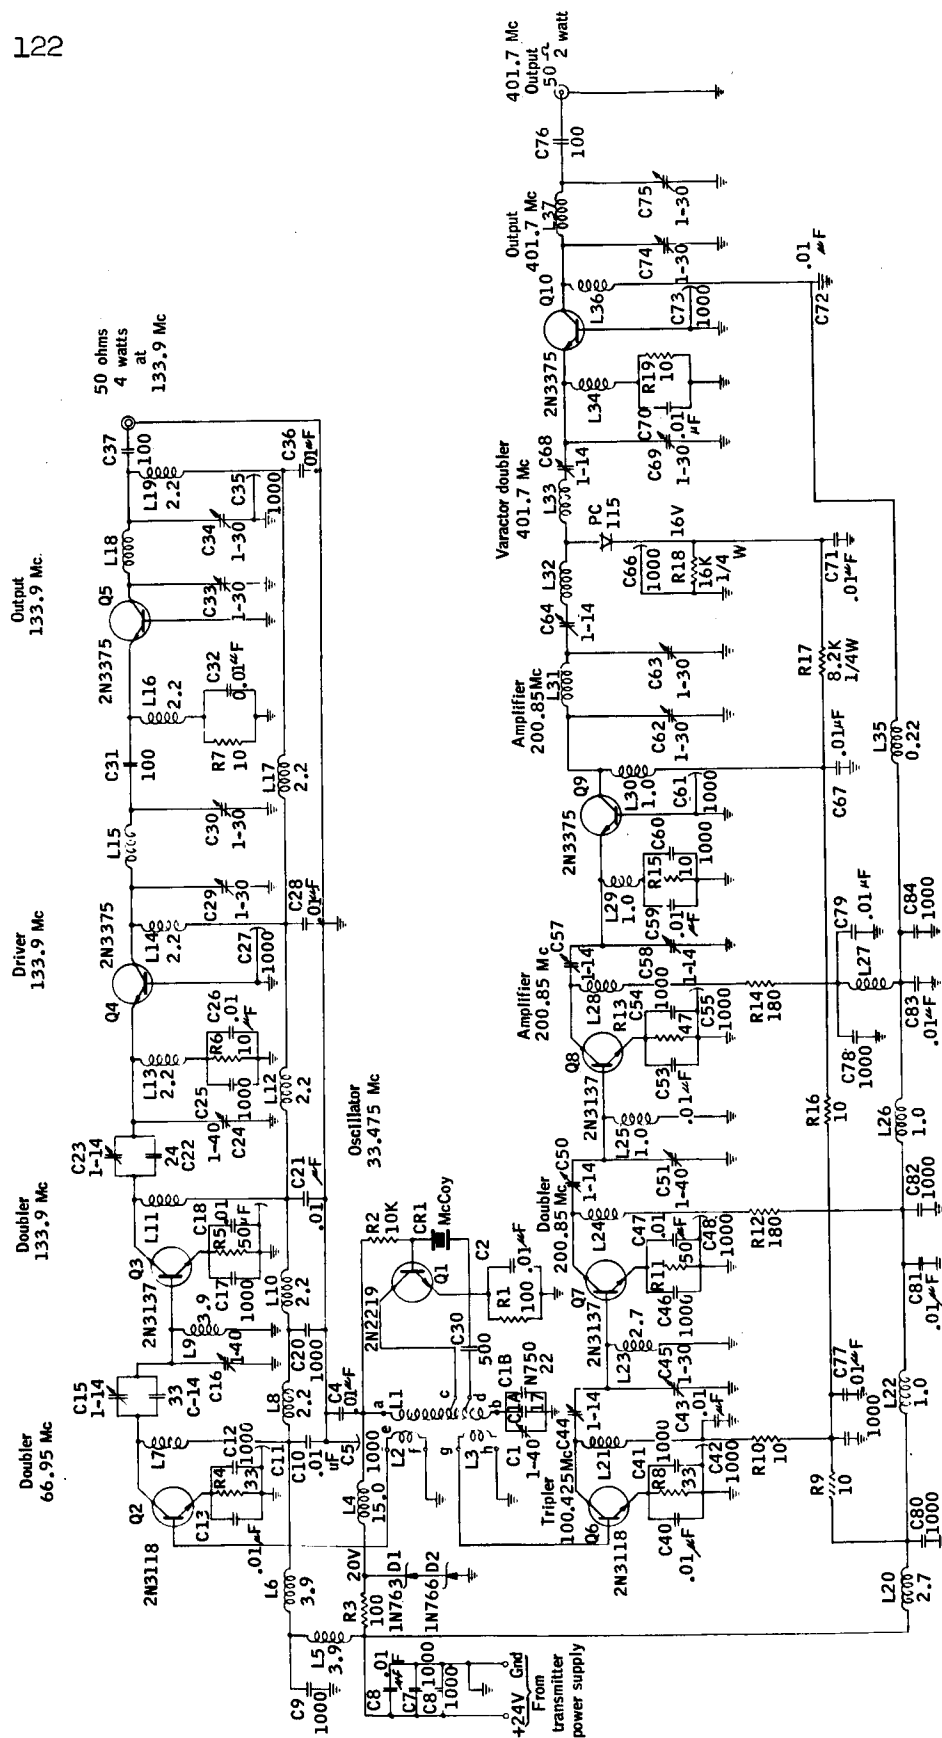 122
Doubler
66.95 Mc
Doubler
133.9 Mc
Driver
133.9 Mc
Output
133.9 Mc.
50 ohms
4 watts
at
133.9 Mc
2N3118
Q2
C13
.01μF
R4
33
C12
1000
L7
C11
C15
1-14
33
C-14
2N3137
Q3
L9
3.9
C16
1-40
C17
1000
R5
50
C18
.01
μF
L11
C23
1-14
24
C22
L13
2.2
C24
1-40
C25
1000
R6
10
C26
.01
μF
Q4
2N3375
L14
2.2
C27
1000
C28
.01μF
C29
1-30
L15
C30
1-30
C31
100
L16
2.2
R7
10
C32
0.01μF
2N3375
Q5
C33
1-30
L18
C34
1-30
C35
1000
L19
2.2
C36
.01μF
C37
100
L17
2.2
L12
2.2
C21
.01
μF
L10
2.2
C20
1000
L8
2.2
C10
.01
uF
L6
3.9
L5
3.9
C9
1000
C8
.01
μF
C7
1000
C8
1000
+24V
Gnd
From
transmitter
power supply
R3
100
20V
1N763
D1
1N766
D2
L4
15.0
C5
1000
C4
.01μF
a
L1
c
d
b
e
L2
f
g
L3
h
C1
1-40
C1A
17
C1B
N750
22
C30
500
2N2219
Q1
R1
100
C2
.01μF
R2
10K
CR1
McCoy
Oscillator
33.475 Mc
Tripler
100.425Mc
Q6
2N3118
C40
.01μF
R8
33
C41
1000
C42
1000
C43
.01
μF
L21
C44
1-14
R10
10
L23
2.7
C45
1-30
2N3137
Q7
C46
1000
R11
50
C47
.01
μF
C48
1000
L24
Doubler
200.85Mc
C50
1-14
R12
180
C51
1-40
L25
1.0
2N3137
Q8
C53
.01μF
R13
47
C54
1000
C55
1000
L28
Amplifier
200.85 Mc
C57
1-14
R14
180
C58
1-14
C59
.01
μF
L29
1.0
R15
10
C60
1000
2N3375
Q9
L30
1.0
C61
1000
Amplifier
200.85Mc
L31
C62
1-30
C63
1-30
C64
1-14
L32
Varactor doubler
401.7 Mc
PC
115
16V
C66
1000
R18
16K
1/4
W
L33
C68
1-14
C69
1-30
C70
.01
μF
R19
10
L34
2N3375
Q10
L36
C73
1000
Output
401.7 Mc
L37
C74
1-30
C75
1-30
C76
100
401.7 Mc
Output
50 Ω
2 watt
C72
.01
μF
C71
.01μF
R17
8.2K
1/4W
C67
.01μF
L35
0.22
C79
.01μF
L27
C84
1000
C83
.01μF
C78
1000
R16
10
L26
1.0
C82
1000
C81
.01μF
C77
.01μF
1000
L22
1.0
R9
10
C80
1000
L20
2.7